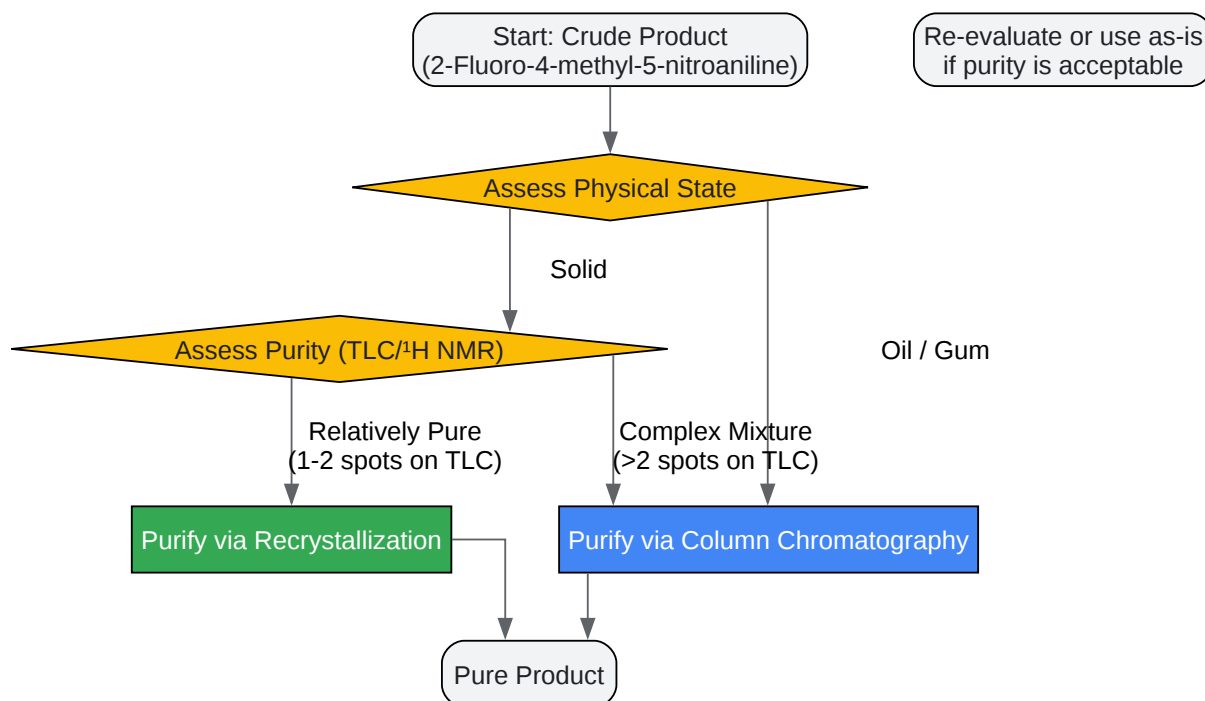 Start: Crude Product
(2-Fluoro-4-methyl-5-nitroaniline)
Re-evaluate or use as-is
if purity is acceptable
Assess Physical State
Solid
Assess Purity (TLC/¹H NMR)
Oil / Gum
Relatively Pure
(1-2 spots on TLC)
Complex Mixture
(>2 spots on TLC)
Purify via Recrystallization
Purify via Column Chromatography
Pure Product